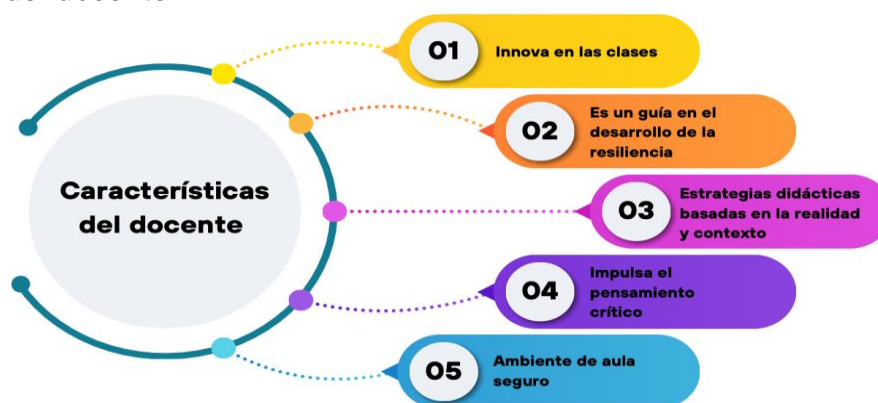 Características
del docente
01
Innova en las clases
02
Es un guía en el
desarrollo de la
resiliencia
03
Estrategias didácticas
basadas en la realidad
y contexto
04
Impulsa el
pensamiento
crítico
05
Ambiente de aula
seguro